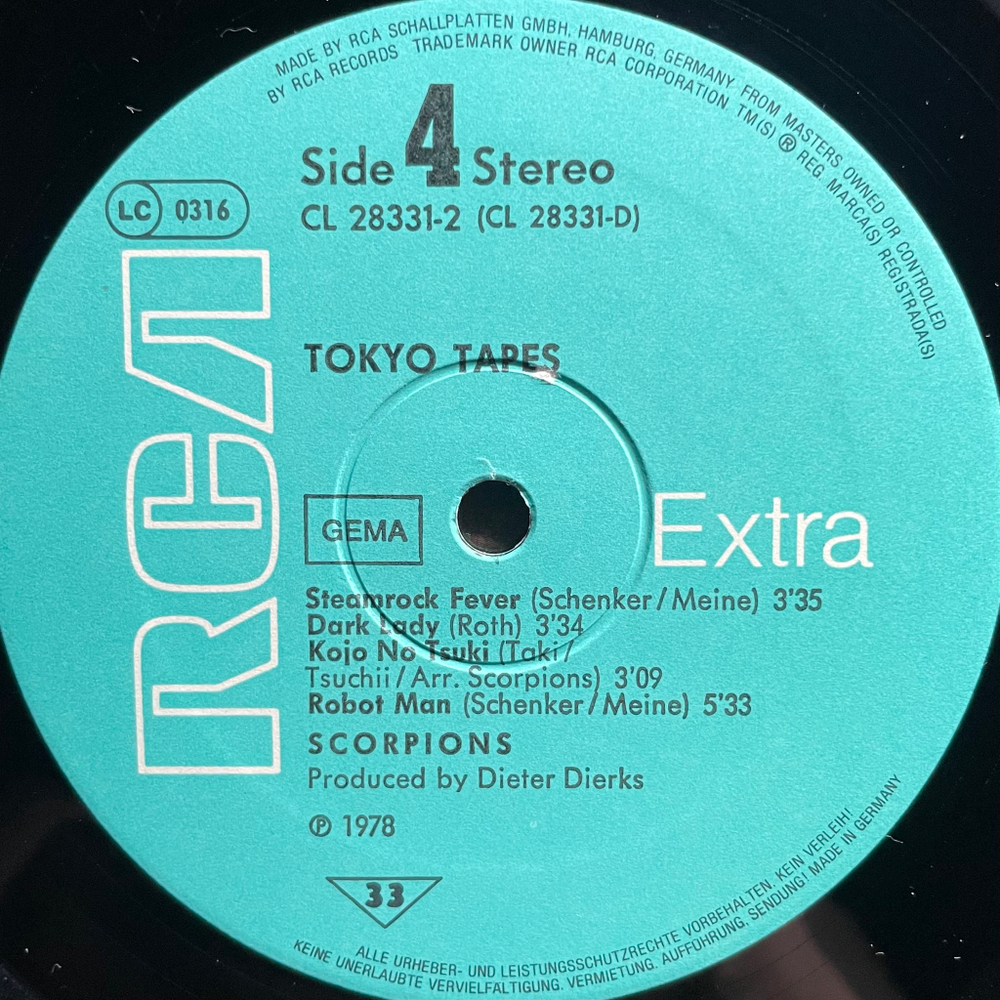 MADE BY RCA SCHALLPLATTEN GMBH, HAMBURG, GERMANY FROM MASTERS OWNED OR CONTROLLED
BY RCA RECORDS TRADEMARK OWNER RCA CORPORATION TM(S) ® REG. MARCA(S) REGISTRADA(S)
Side 4 Stereo
CL 28331-2 (CL 28331-D)
LC 0316
RCA
TOKYO TAPES
GEMA
Extra
Steamrock Fever (Schenker/Meine) 3'35
Dark Lady (Roth) 3'34
Kojo No Tsuki (Taki/
Tsuchii/Arr. Scorpions) 3'09
Robot Man (Schenker/Meine) 5'33
SCORPIONS
Produced by Dieter Dierks
℗ 1978
33
ALLE URHEBER- UND LEISTUNGSSCHUTZRECHTE VORBEHALTEN. KEIN VERLEIH!
KEINE UNERLAUBTE VERVIELFÄLTIGUNG. VERMIETUNG. AUFFÜHRUNG. SENDUNG! MADE IN GERMANY